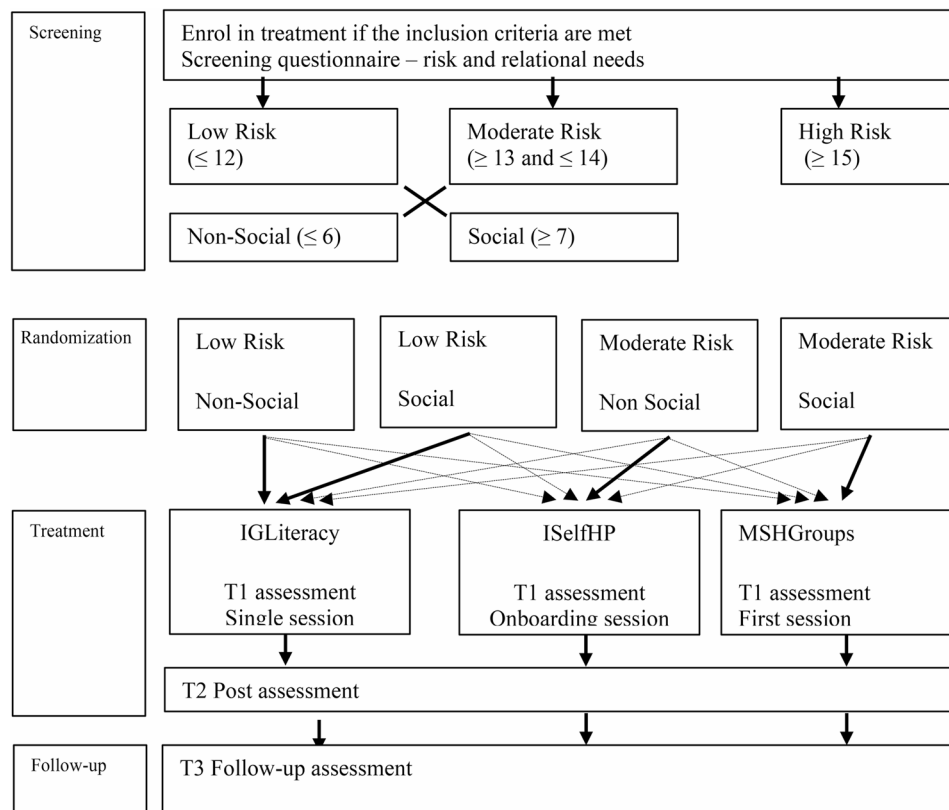 Screening
Enrol in treatment if the inclusion criteria are met
Screening questionnaire – risk and relational needs
Low Risk
(≤ 12)
Moderate Risk
(≥ 13 and ≤ 14)
High Risk
(≥ 15)
Non-Social (≤ 6)
Social (≥ 7)
Randomization
Low Risk
Non-Social
Low Risk
Social
Moderate Risk
Non Social
Moderate Risk
Social
Treatment
IGLiteracy
T1 assessment
Single session
ISelfHP
T1 assessment
Onboarding session
MSHGroups
T1 assessment
First session
T2 Post assessment
Follow-up
T3 Follow-up assessment